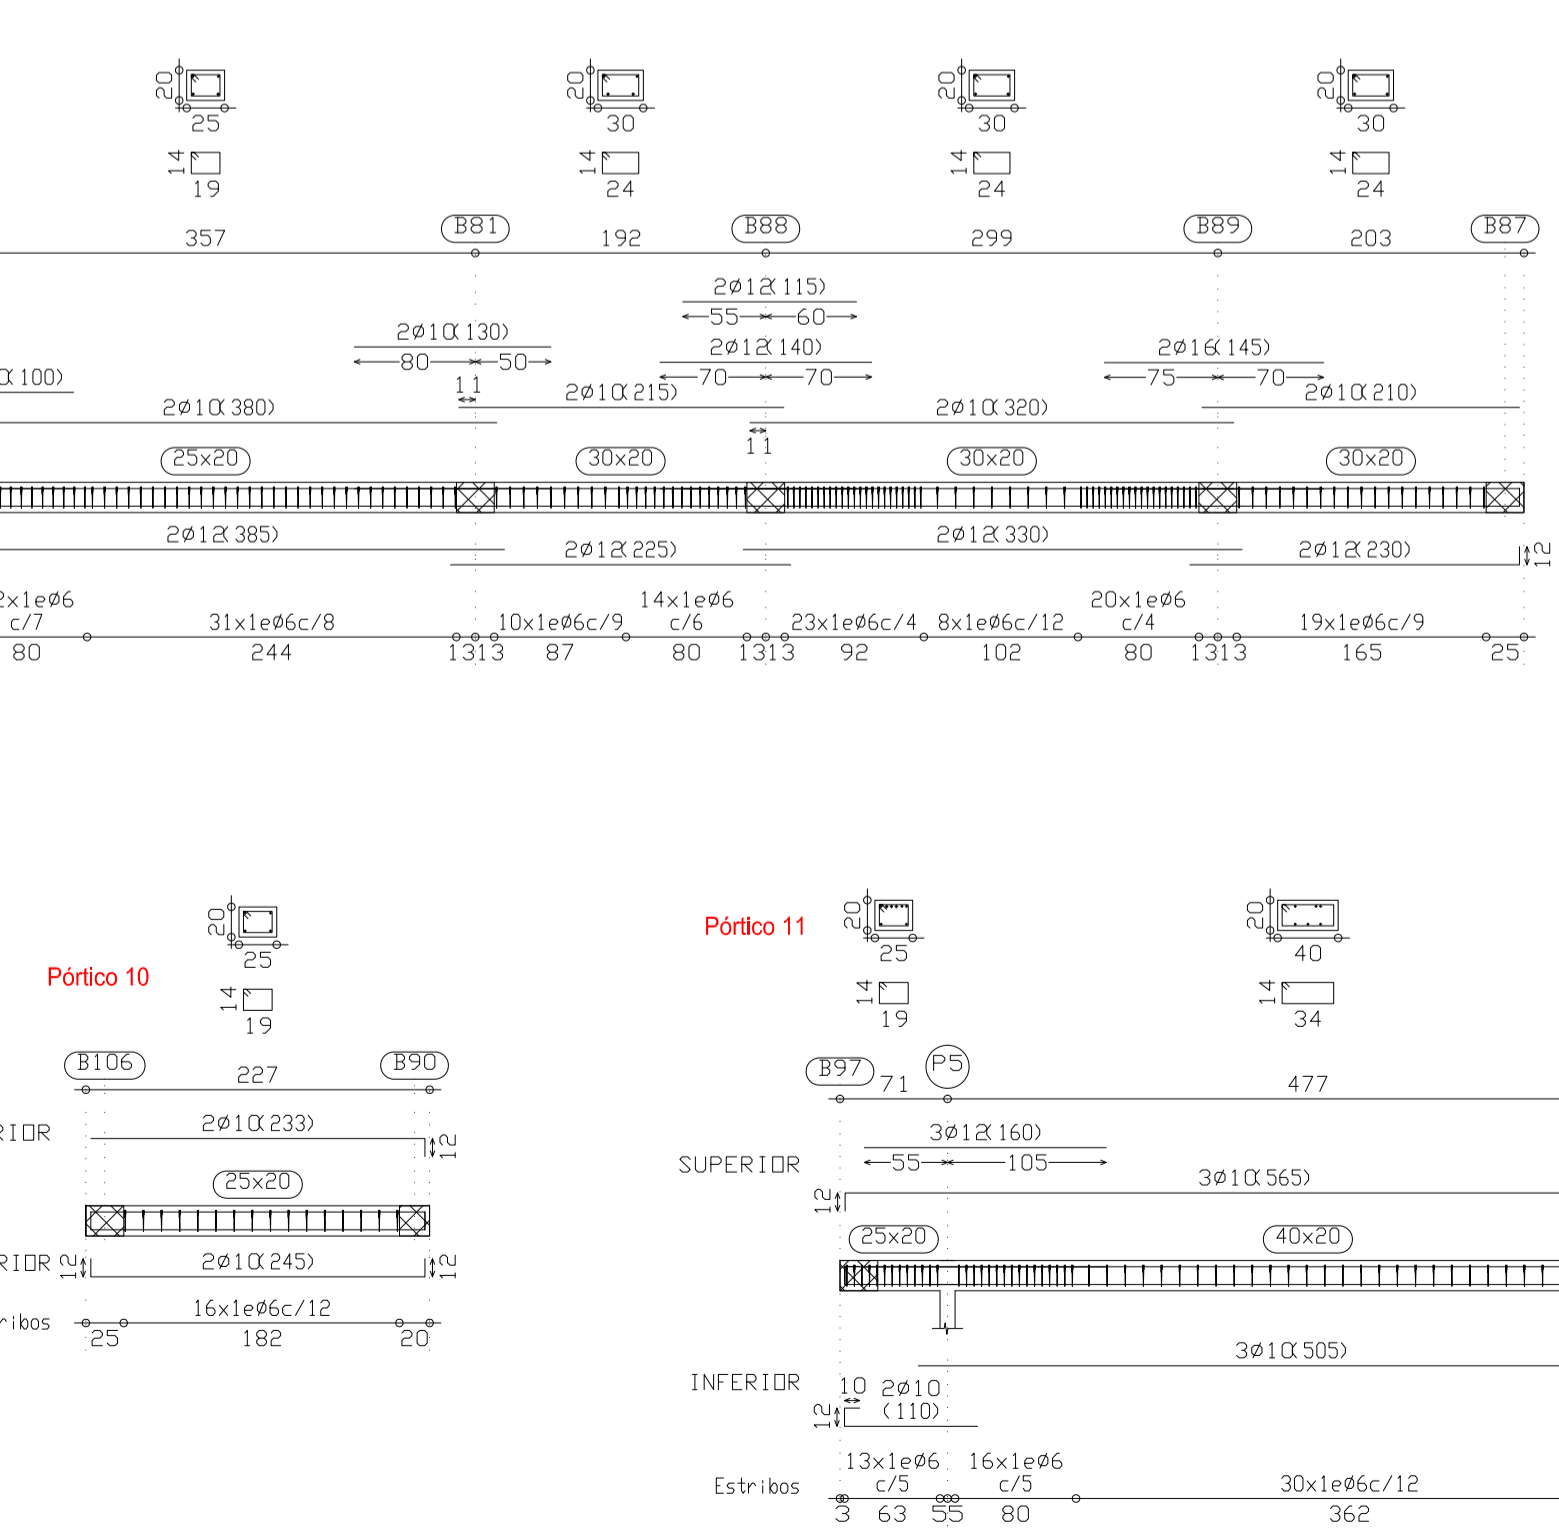 20 20 20 20
25 30 30 30
14 14 14 14
19 24 24 24
B81 B88 B89 B87
357 192 299 203
2ø12(115)
55 60
2ø10(130) 2ø12(140) 2ø16(145)
80 50 70 70 75 70
(100)
11 2ø10(215) 2ø10(210)
2ø10(380) 2ø10(320)
11
25x20 30x20 30x20 30x20
2ø12(385) 2ø12(330)
2ø12(225) 2ø12(230) 12
x1eø6 14x1eø6 20x1eø6
c/7 31x1eø6c/8 10x1eø6c/9 c/6 23x1eø6c/4 8x1eø6c/12 c/4 19x1eø6c/9
80 244 1313 87 80 1313 92 102 80 1313 165 25
Pórtico 10
20
25
14
19
B106 B90
227
RIOR 2ø10(233) 12
25x20
RIOR 12 2ø10(245) 12
ribos 16x1eø6c/12
25 182 20
Pórtico 11
20 20
25 40
14 14
19 34
B97 P5
71 477
3ø12(160)
SUPERIOR 55 105
12 3ø10(565)
25x20 40x20
3ø10(505)
INFERIOR 10 2ø10
12 (110)
13x1eø6 16x1eø6
Estribos c/5 c/5 30x1eø6c/12
3 63 55 80 362